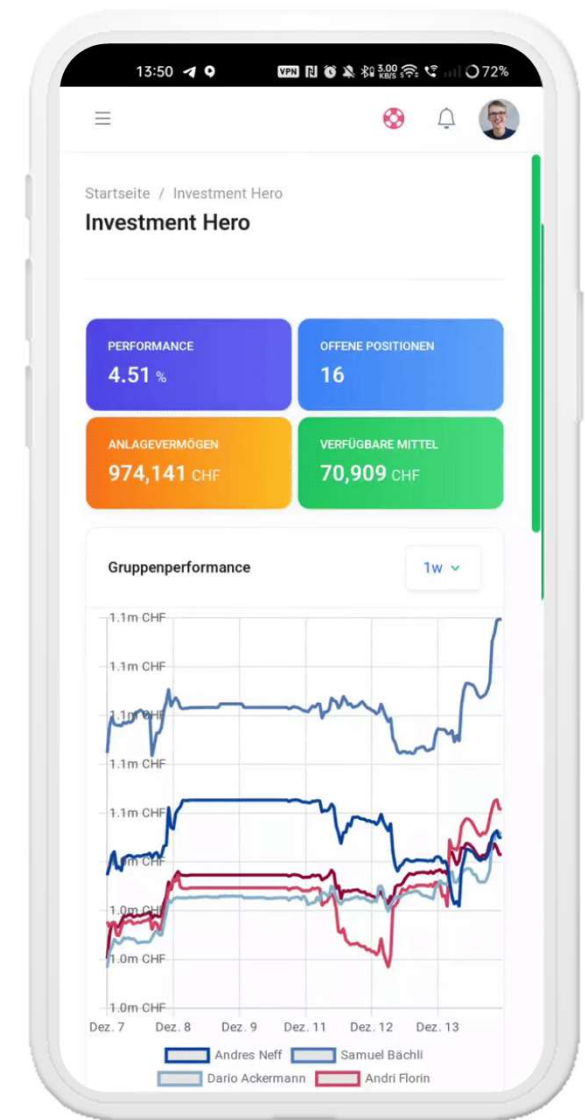 13:50 VPN 3.00 KB/S 72%
Startseite / Investment Hero
Investment Hero
PERFORMANCE
4.51 %
OFFENE POSITIONEN
16
ANLAGEVERMÖGEN
974,141 CHF
VERFÜGBARE MITTEL
70,909 CHF
Gruppenperformance
1w
1.1m CHF
1.1m CHF
1.1m CHF
1.1m CHF
1.1m CHF
1.0m CHF
1.0m CHF
1.0m CHF
1.0m CHF
Dez. 7 Dez. 8 Dez. 9 Dez. 11 Dez. 12 Dez. 13
Andres Neff Samuel Bächli
Dario Ackermann Andri Florin